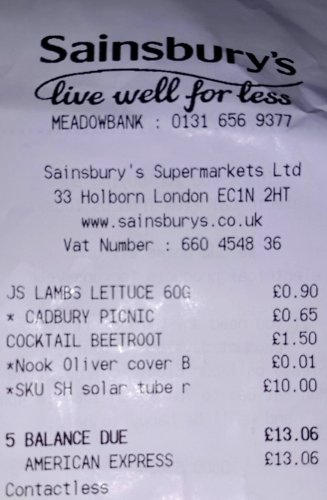 Sainsbury's
live well for less
MEADOWBANK : 0131 656 9377
Sainsbury's Supermarkets Ltd
33 Holborn London EC1N 2HT
www.sainsburys.co.uk
Vat Number : 660 4548 36
JS LAMBS LETTUCE 60G £0.90
* CADBURY PICNIC £0.65
COCKTAIL BEETROOT £1.50
*Nook Oliver cover B £0.01
*SKU SH solar tube r £10.00
5 BALANCE DUE £13.06
AMERICAN EXPRESS £13.06
Contactless